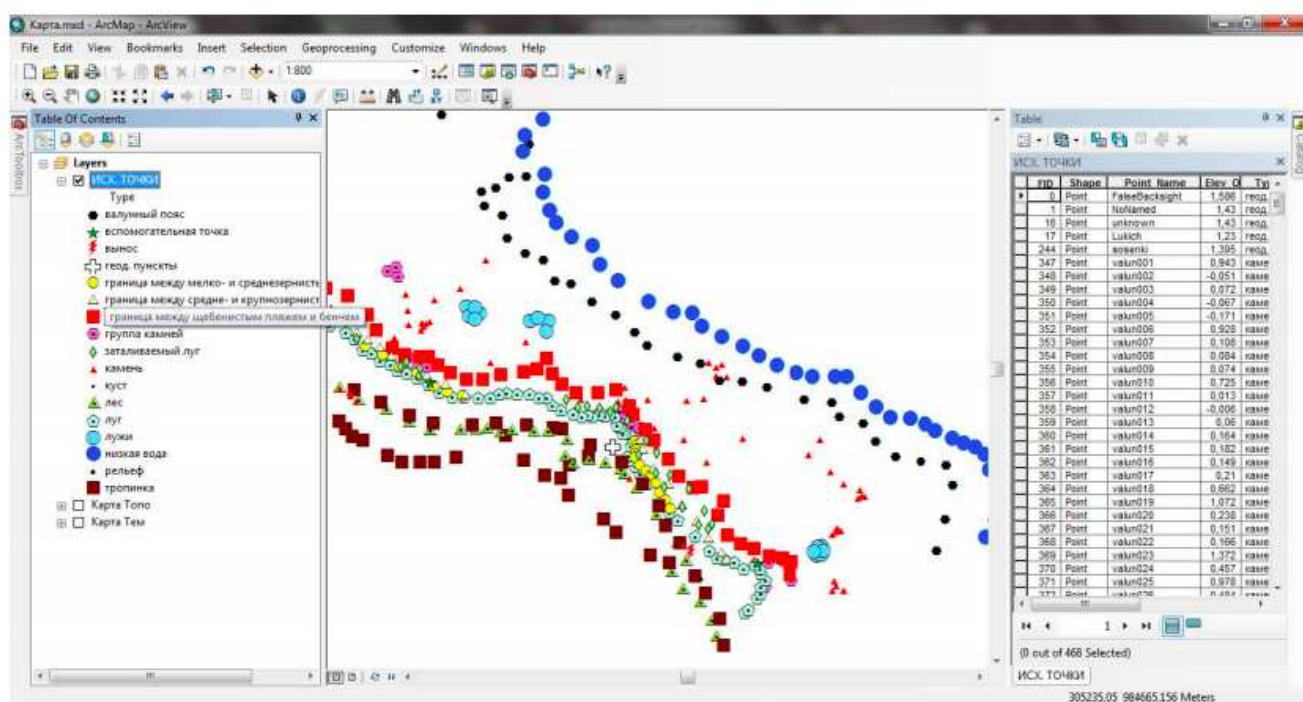 Карта.mxd - ArcMap - ArcView
File Edit View Bookmarks Insert Selection Geoprocessing Customize Windows Help
1:800
Table Of Contents
Layers
ИСХ. ТОЧКИ
Type
валунный пояс
вспомогательная точка
вынос
геод. пунскты
граница между мелко- и среднезернисть
граница между средне- и крупнозернист
граница между щебенистым пляжем и бенчем
группа камней
заталиваемый луг
камень
куст
лес
луг
лужи
низкая вода
рельеф
тропинка
Карта Топо
Карта Тем
ArcToolbox
Table
ИСХ. ТОЧКИ
FID Shape Point_Name Elev_O Tyj
0 Point FalseBacksight 1,586 геод
1 Point NoNamed 1,43 геод
16 Point unknown 1,43 геод
17 Point Lukich 1,23 геод
244 Point sosenki 1,395 геод
347 Point valun001 0,943 каме
348 Point valun002 -0,051 каме
349 Point valun003 0,072 каме
350 Point valun004 -0,067 каме
351 Point valun005 -0,171 каме
352 Point valun006 0,928 каме
353 Point valun007 0,108 каме
354 Point valun008 0,084 каме
355 Point valun009 0,074 каме
356 Point valun010 0,725 каме
357 Point valun011 0,013 каме
358 Point valun012 -0,006 каме
359 Point valun013 0,06 каме
360 Point valun014 0,164 каме
361 Point valun015 0,182 каме
362 Point valun016 0,149 каме
363 Point valun017 0,21 каме
364 Point valun018 0,662 каме
365 Point valun019 1,072 каме
366 Point valun020 0,238 каме
367 Point valun021 0,151 каме
368 Point valun022 0,166 каме
369 Point valun023 1,372 каме
370 Point valun024 0,457 каме
371 Point valun025 0,978 каме
372 Point valun026 0,484 каме
1
(0 out of 468 Selected)
ИСХ. ТОЧКИ
305235,05 984665,156 Meters